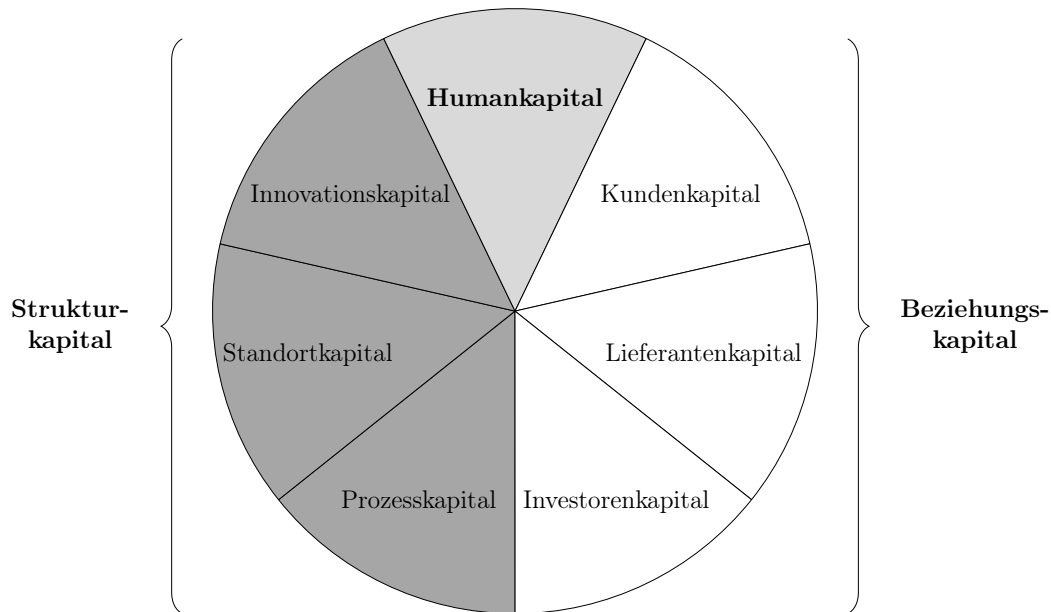 Humankapital
Innovationskapital
Kundenkapital
Struktur-
kapital
Beziehungs-
kapital
Standortkapital
Lieferantenkapital
Prozesskapital
Investorenkapital